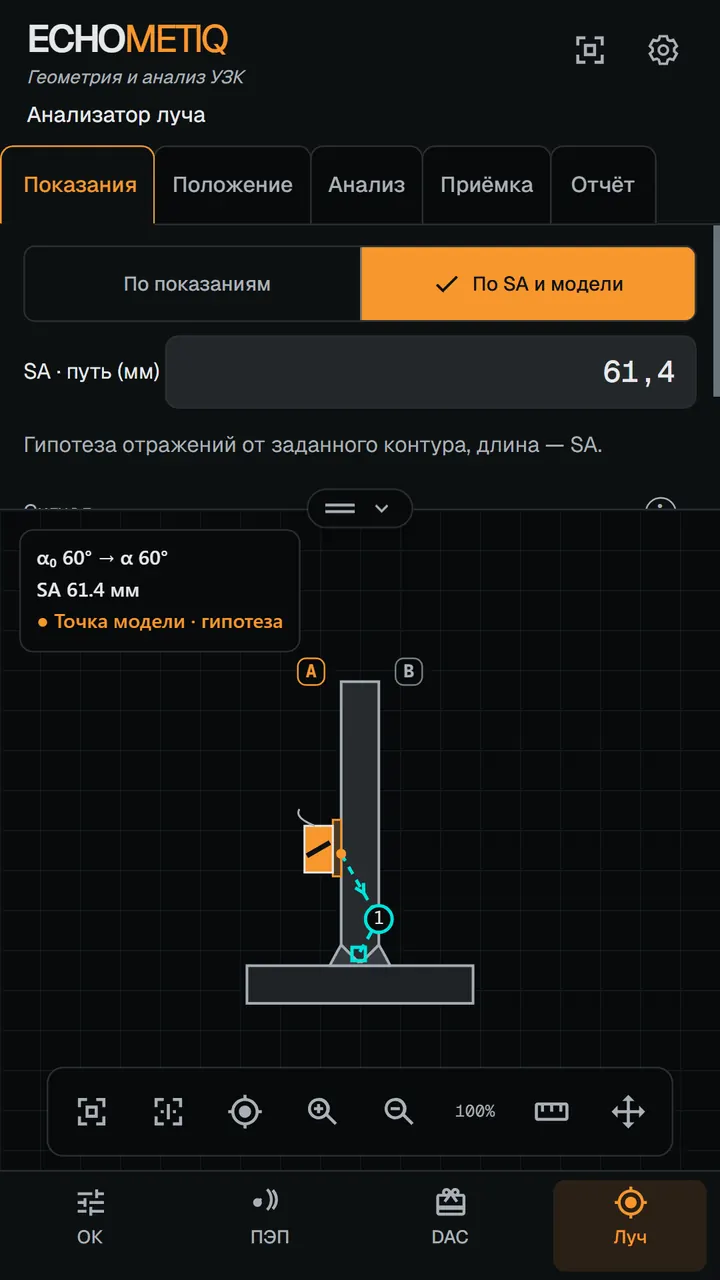 ECHOMETIQ
Геометрия и анализ УЗК
Анализатор луча
Показания
Положение
Анализ
Приёмка
Отчёт
По показаниям
По SA и модели
SA · путь (мм)
61,4
Гипотеза отражений от заданного контура, длина — SA.
α₀ 60° → α 60°
SA 61.4 мм
Точка модели · гипотеза
A
B
1
100%
ОК
ПЭП
DAC
Луч